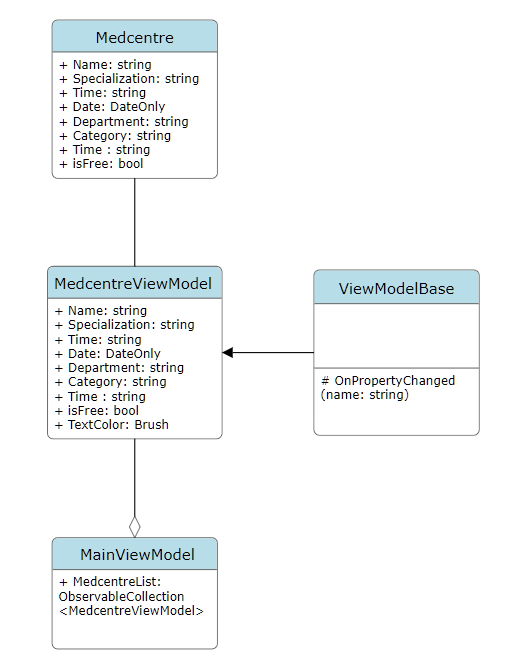 Medcentre
+ Name: string
+ Specialization: string
+ Time: string
+ Date: DateOnly
+ Department: string
+ Category: string
+ Time : string
+ isFree: bool
MedcentreViewModel
+ Name: string
+ Specialization: string
+ Time: string
+ Date: DateOnly
+ Department: string
+ Category: string
+ Time : string
+ isFree: bool
+ TextColor: Brush
ViewModelBase
# OnPropertyChanged
(name: string)
MainViewModel
+ MedcentreList:
ObservableCollection
<MedcentreViewModel>